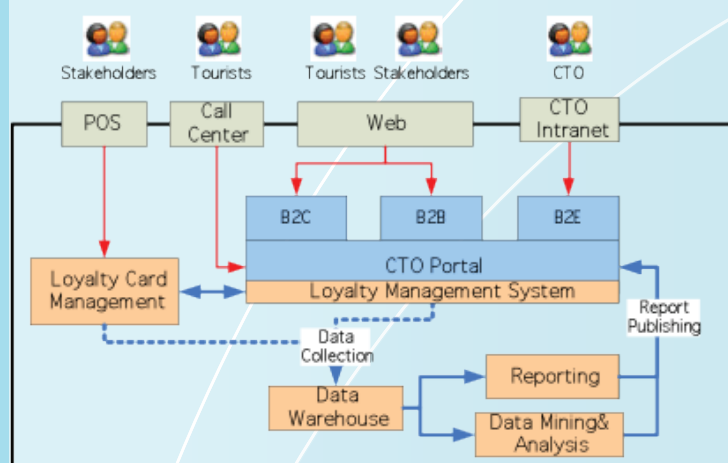 Stakeholders
Tourists
Tourists
Stakeholders
CTO
POS
Call
Center
Web
CTO
Intranet
B2C
B2B
B2E
CTO Portal
Loyalty Management System
Loyalty Card
Management
Report
Publishing
Data
Collection
Data
Warehouse
Reporting
Data Mining&
Analysis